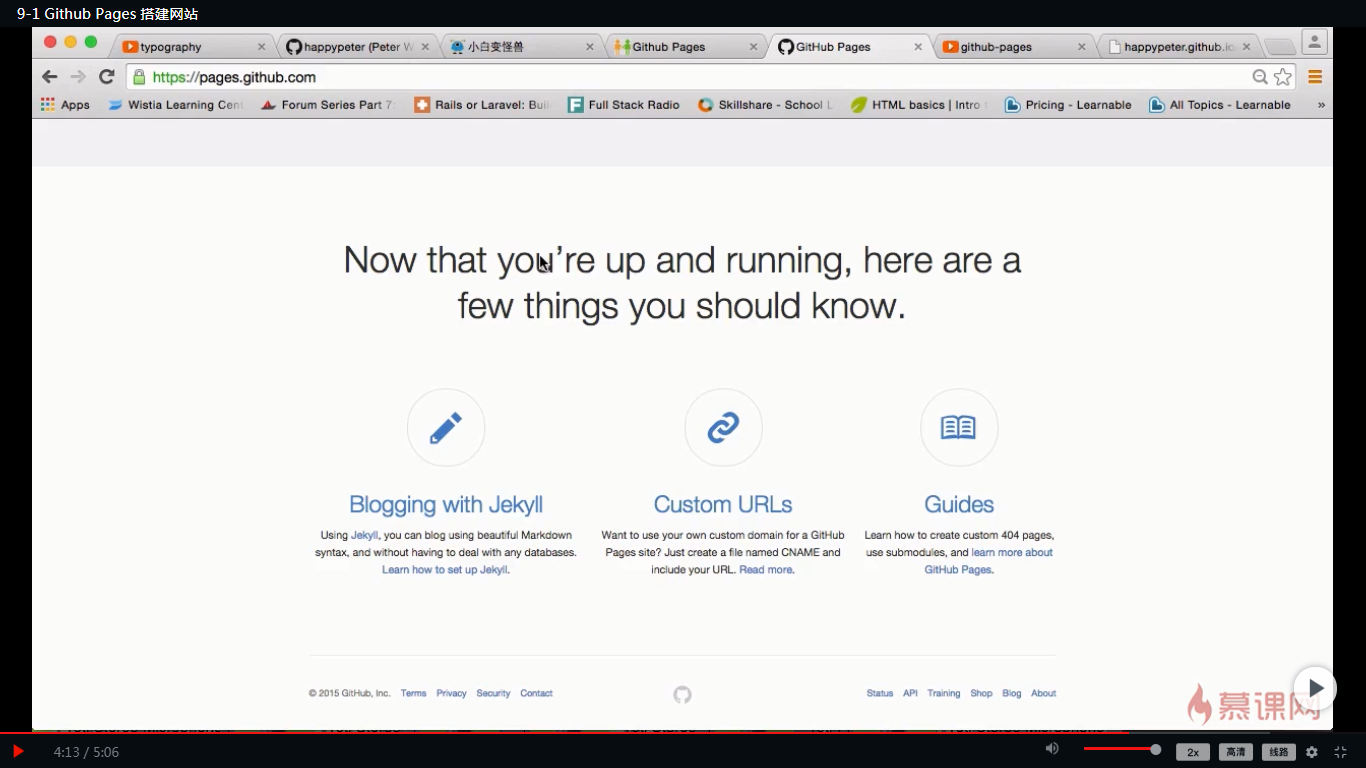 9-1 Github Pages 搭建网站
typography
happypeter (Peter W
小白变怪兽
Github Pages
GitHub Pages
github-pages
happypeter.github.io
https://pages.github.com
Apps
Wistia Learning Cent
Forum Series Part 7:
Rails or Laravel: Buil
Full Stack Radio
Skillshare - School L
HTML basics | Intro t
Pricing - Learnable
All Topics - Learnable
»
Now that you're up and running, here are a
few things you should know.
Blogging with Jekyll
Using Jekyll, you can blog using beautiful Markdown
syntax, and without having to deal with any databases.
Learn how to set up Jekyll.
Custom URLs
Want to use your own custom domain for a GitHub
Pages site? Just create a file named CNAME and
include your URL. Read more.
Guides
Learn how to create custom 404 pages,
use submodules, and learn more about
GitHub Pages.
© 2015 GitHub, Inc. Terms Privacy Security Contact
Status API Training Shop Blog About
慕课网
4:13 / 5:06
2x
高清
线路